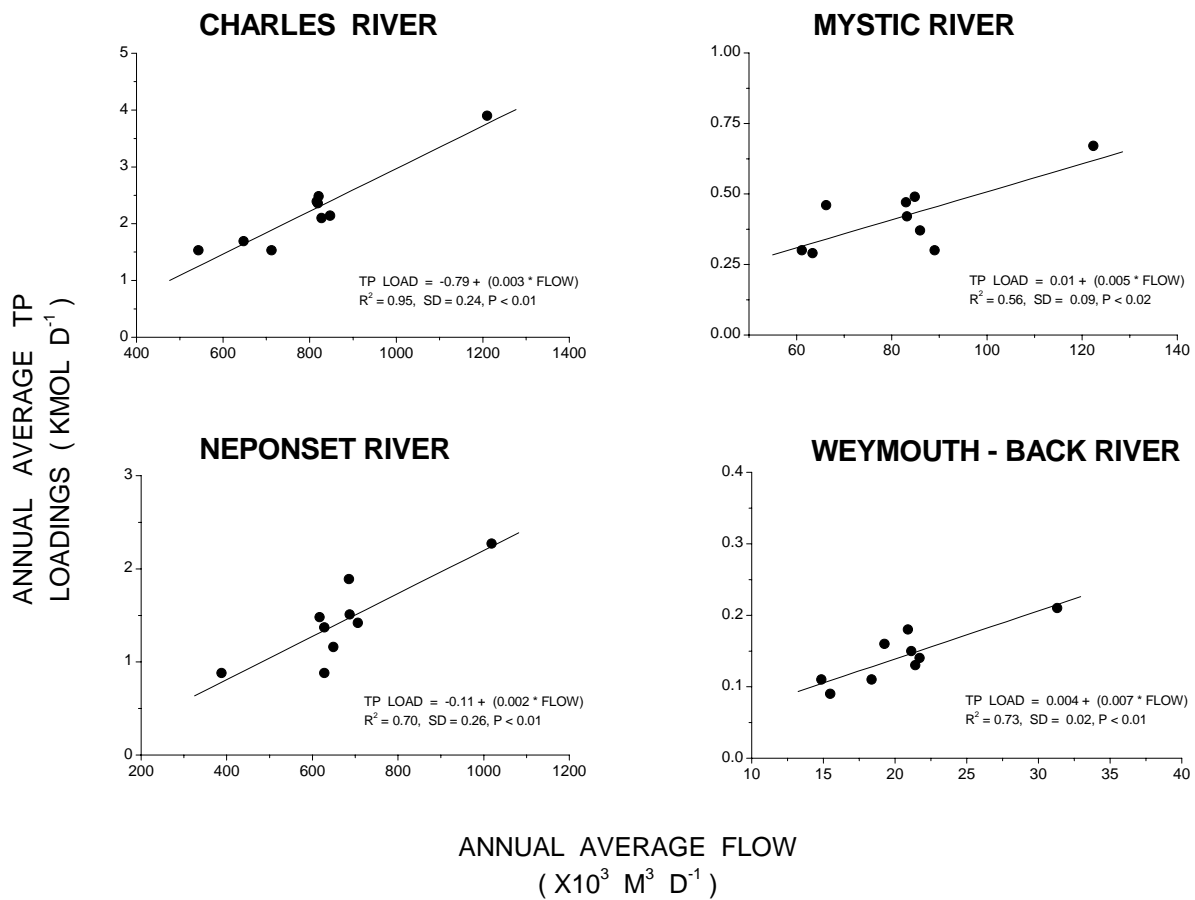 CHARLES RIVER
5
4
3
2
1
0
400 600 800 1000 1200 1400
TP LOAD = -0.79 + (0.003 * FLOW)
R² = 0.95, SD = 0.24, P < 0.01
MYSTIC RIVER
1.00
0.75
0.50
0.25
0.00
60 80 100 120 140
TP LOAD = 0.01 + (0.005 * FLOW)
R² = 0.56, SD = 0.09, P < 0.02
ANNUAL AVERAGE TP
LOADINGS ( KMOL D⁻¹ )
NEPONSET RIVER
3
2
1
0
200 400 600 800 1000 1200
TP LOAD = -0.11 + (0.002 * FLOW)
R² = 0.70, SD = 0.26, P < 0.01
WEYMOUTH - BACK RIVER
0.4
0.3
0.2
0.1
0.0
10 15 20 25 30 35 40
TP LOAD = 0.004 + (0.007 * FLOW)
R² = 0.73, SD = 0.02, P < 0.01
ANNUAL AVERAGE FLOW
( X10³ M³ D⁻¹ )